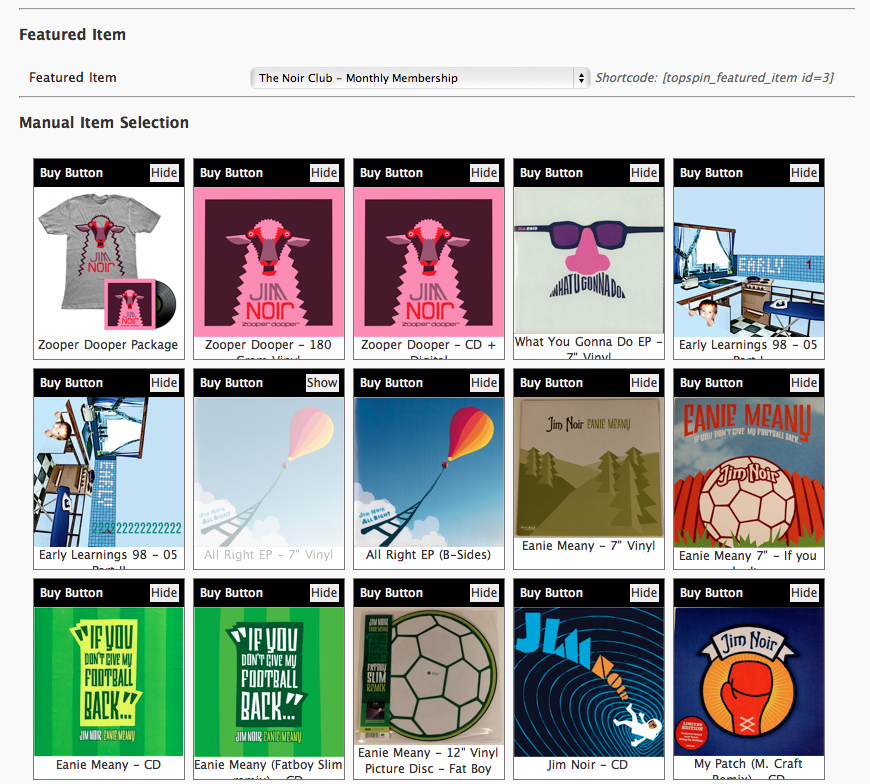 Featured Item
Featured Item The Noir Club – Monthly Membership Shortcode: [topspin_featured_item id=3]
Manual Item Selection
Buy Button Hide Buy Button Hide Buy Button Hide Buy Button Hide Buy Button Hide
JIM NOIR
JIM NOIR
zooper dooper
JIM NOIR
zooper dooper
Jim NOIR
WHAT U GONNA DO
EARLY 1
Zooper Dooper Package
Zooper Dooper – 180
Gram Vinyl
Zooper Dooper – CD +
Digital
What You Gonna Do EP –
7" Vinyl
Early Learnings 98 – 05
Part I
Buy Button Hide Buy Button Show Buy Button Hide Buy Button Hide Buy Button Hide
22222222222222
Jim Noir
ALL RIGHT
Jim Noir
ALL RIGHT
Jim Noir EANIE MEANY
EANIE MEANY
IF YOU DON'T GIVE MY FOOTBALL BACK...
Jim Noir
Early Learnings 98 – 05
Part II
All Right EP – 7" Vinyl
All Right EP (B-Sides)
Eanie Meany – 7" Vinyl
Eanie Meany 7" – If you
Buy Button Hide Buy Button Hide Buy Button Hide Buy Button Hide Buy Button Hide
"IF YOU
DON'T GIVE MY
FOOTBALL
BACK..."
JIM NOIR EANIE MEANY
"IF YOU
DON'T GIVE MY
FOOTBALL
BACK..."
JIM NOIR EANIE MEANY
JIM NOIR
EANIE MEANY
FATBOY
SLIM
REMIX
JIM
NOIR
Jim Noir
LIMITED
EDITION
Eanie Meany – CD
Eanie Meany (Fatboy Slim
remix) – CD
Eanie Meany – 12" Vinyl
Picture Disc – Fat Boy
Jim Noir – CD
My Patch (M. Craft
Remix) – CD